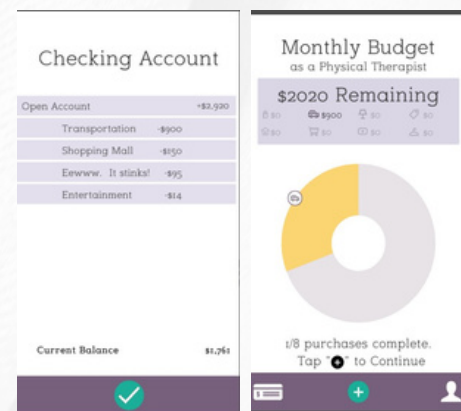 Checking Account
Open Account +$2,920
Transportation -$900
Shopping Mall -$150
Eewww. It stinks! -$95
Entertainment -$14
Current Balance $1,761
Monthly Budget
as a Physical Therapist
$2020 Remaining
$0 $900 $0 $0
$0 $0 $0 $0
1/8 purchases complete.
Tap "+" to Continue